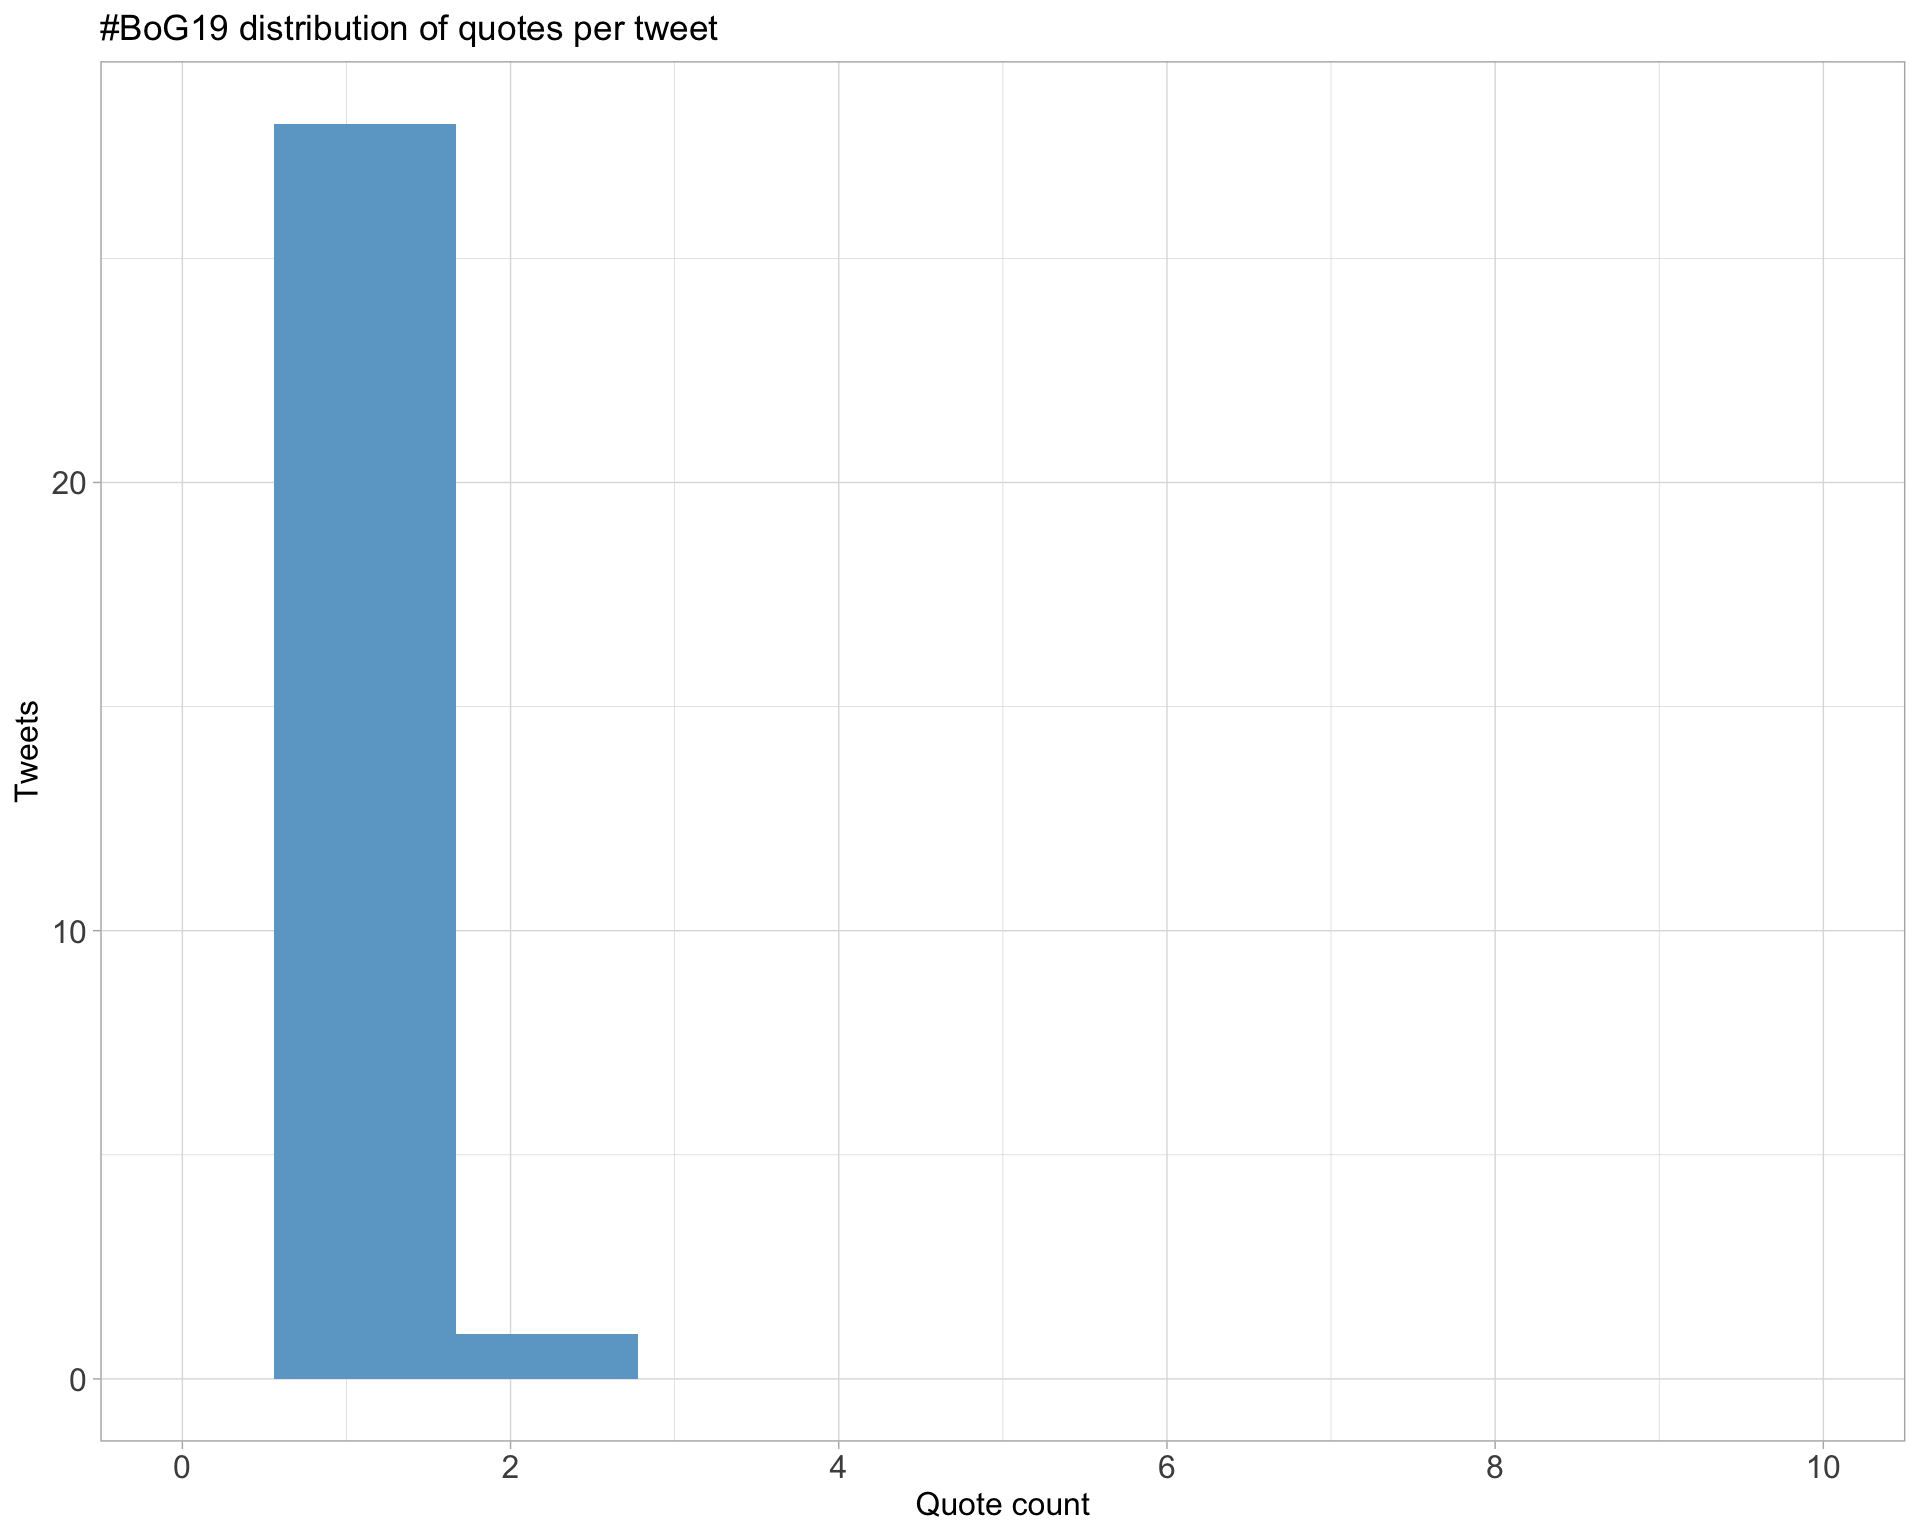 #BoG19 distribution of quotes per tweet
20
10
0
Tweets
0 2 4 6 8 10
Quote count